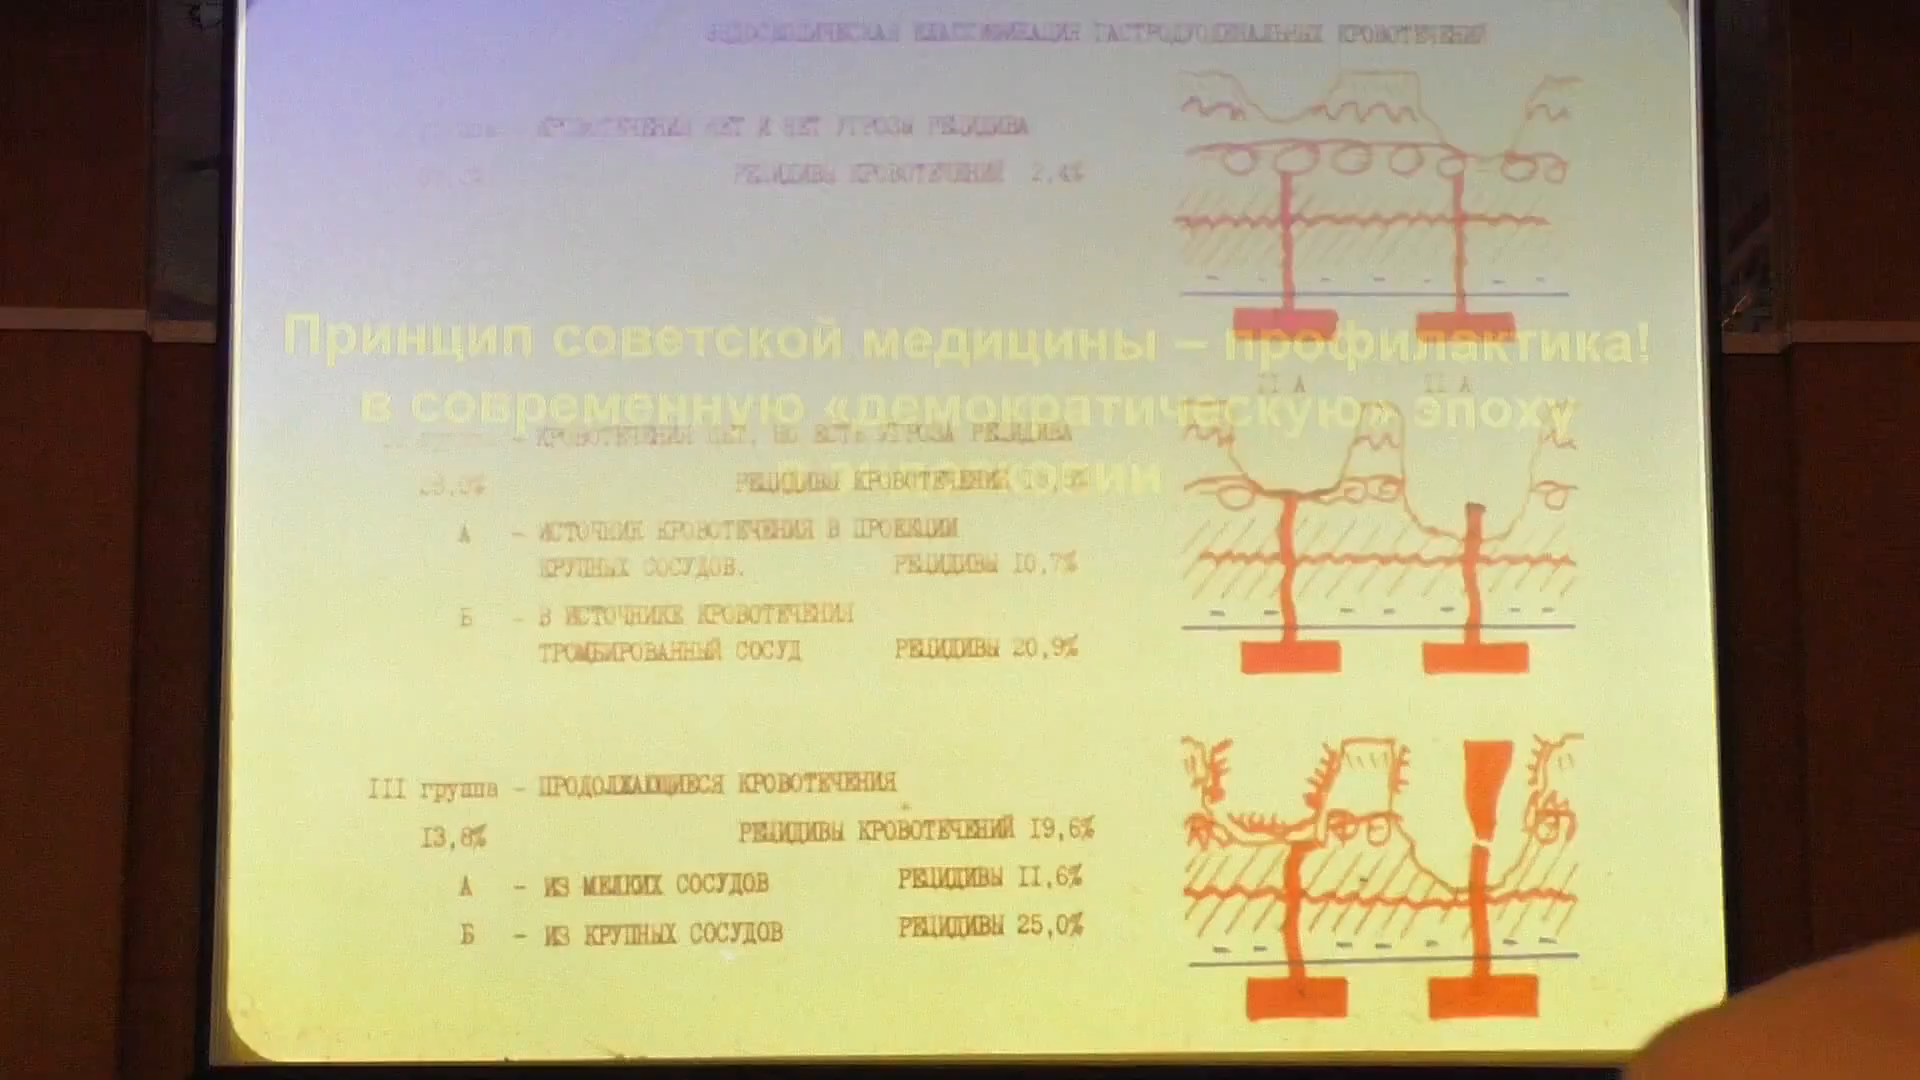 ЭНДОСКОПИЧЕСКАЯ КЛАССИФИКАЦИЯ ГАСТРОДУОДЕНАЛЬНЫХ КРОВОТЕЧЕНИЙ
- КРОВОТЕЧЕНИЯ НЕТ И НЕТ УГРОЗЫ РЕЦИДИВА
РЕЦИДИВЫ КРОВОТЕЧЕНИЙ 2,4%
Принцип советской медицины – профилактика!
в современную «демократическую» эпоху
II А II А
- КРОВОТЕЧЕНИЯ НЕТ, НО ЕСТЬ УГРОЗА РЕЦИДИВА
РЕЦИДИВЫ КРОВОТЕЧЕНИЙ
А - ИСТОЧНИК КРОВОТЕЧЕНИЯ В ПРОЕКЦИИ
КРУПНЫХ СОСУДОВ. РЕЦИДИВЫ 10,7%
Б - В ИСТОЧНИКЕ КРОВОТЕЧЕНИЯ
ТРОМБИРОВАННЫЙ СОСУД РЕЦИДИВЫ 20,9%
III группа - ПРОДОЛЖАЮЩИЕСЯ КРОВОТЕЧЕНИЯ
13,8% РЕЦИДИВЫ КРОВОТЕЧЕНИЙ 19,6%
А - ИЗ МЕЛКИХ СОСУДОВ РЕЦИДИВЫ 11,6%
Б - ИЗ КРУПНЫХ СОСУДОВ РЕЦИДИВЫ 25,0%